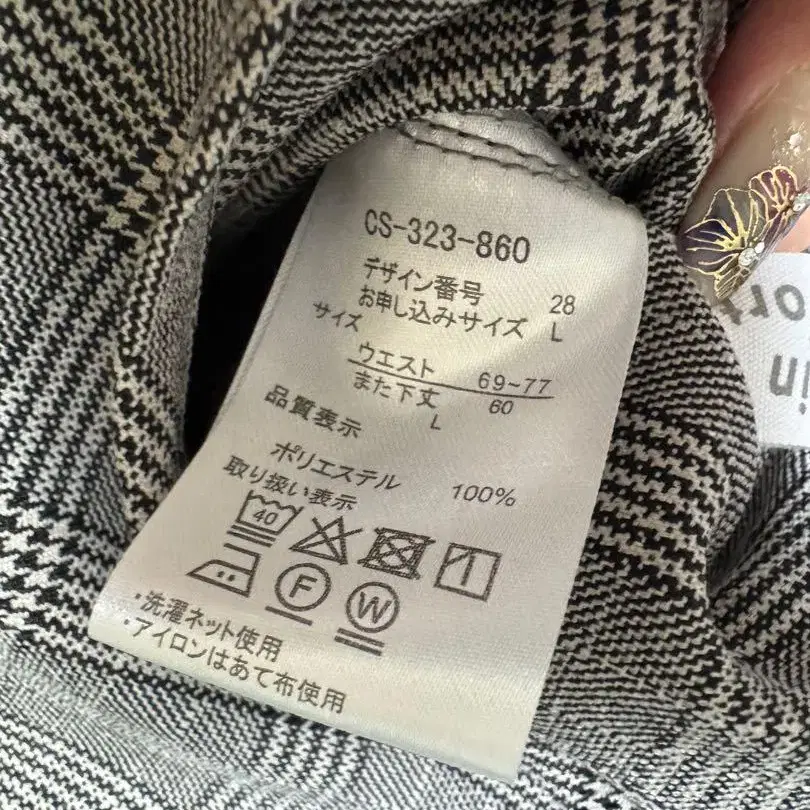 CS-323-860
デザイン番号 28
お申し込みサイズ L
サイズ
ウエスト 69~77
また下丈 60
L
品質表示
ポリエステル 100%
取り扱い表示
40
F
W
・洗濯ネット使用
・アイロンはあて布使用